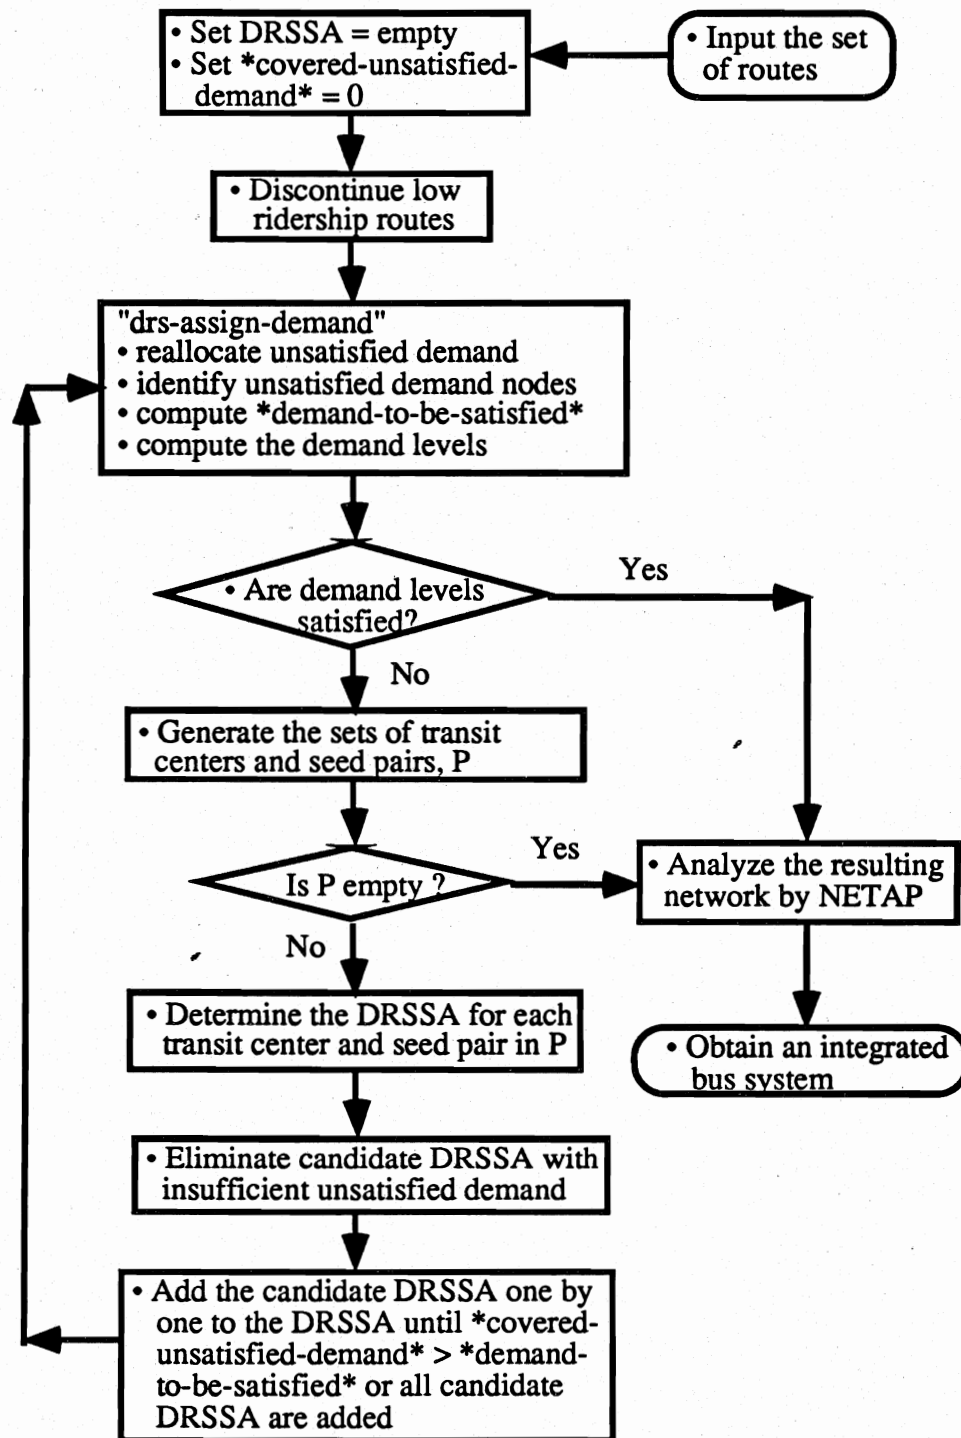 • Set DRSSA = empty
• Set *covered-unsatisfied-
demand* = 0
• Input the set
of routes
• Discontinue low
ridership routes
"drs-assign-demand"
• reallocate unsatisfied demand
• identify unsatisfied demand nodes
• compute *demand-to-be-satisfied*
• compute the demand levels
• Are demand levels
satisfied?
Yes
No
• Generate the sets of transit
centers and seed pairs, P
Is P empty ?
Yes
No
• Analyze the resulting
network by NETAP
• Determine the DRSSA for each
transit center and seed pair in P
• Obtain an integrated
bus system
• Eliminate candidate DRSSA with
insufficient unsatisfied demand
• Add the candidate DRSSA one by
one to the DRSSA until *covered-
unsatisfied-demand* > *demand-
to-be-satisfied* or all candidate
DRSSA are added